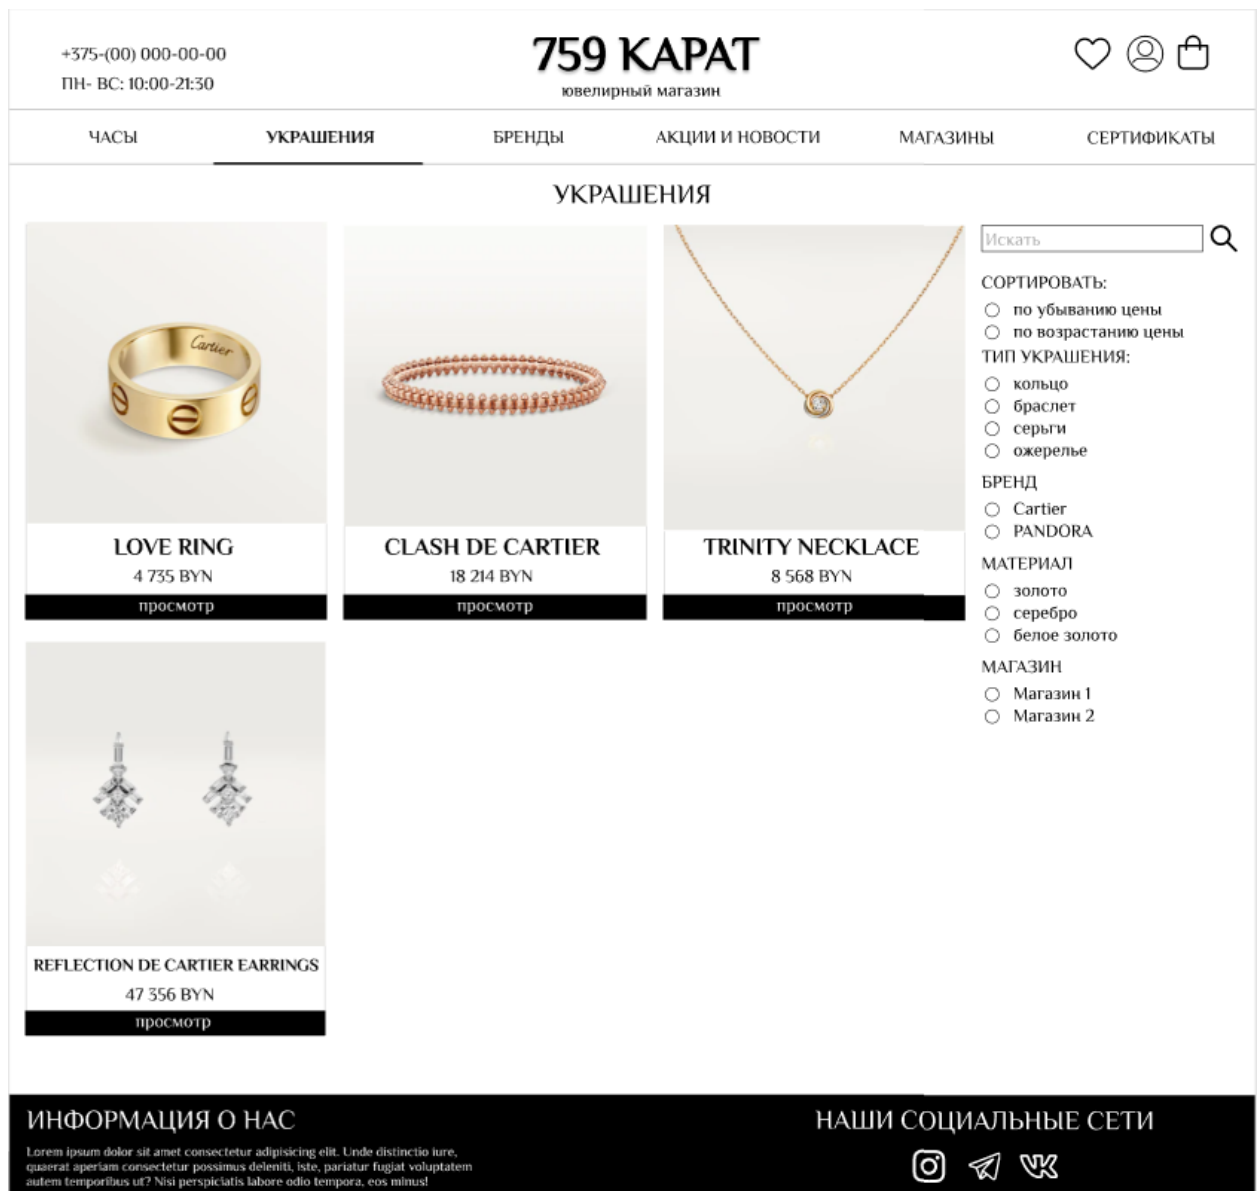 +375-(00) 000-00-00
ПН- ВС: 10:00-21:30
759 КАРАТ
ювелирный магазин
ЧАСЫ
УКРАШЕНИЯ
БРЕНДЫ
АКЦИИ И НОВОСТИ
МАГАЗИНЫ
СЕРТИФИКАТЫ
УКРАШЕНИЯ
Cartier
LOVE RING
4 735 BYN
просмотр
CLASH DE CARTIER
18 214 BYN
просмотр
TRINITY NECKLACE
8 568 BYN
просмотр
REFLECTION DE CARTIER EARRINGS
47 356 BYN
просмотр
Искать
СОРТИРОВАТЬ:
по убыванию цены
по возрастанию цены
ТИП УКРАШЕНИЯ:
кольцо
браслет
серьги
ожерелье
БРЕНД
Cartier
PANDORA
МАТЕРИАЛ
золото
серебро
белое золото
МАГАЗИН
Магазин 1
Магазин 2
ИНФОРМАЦИЯ О НАС
Lorem ipsum dolor sit amet consectetur adipisicing elit. Unde distinctio iure,
quaerat aperiam consectetur possimus deleniti, iste, pariatur fugiat voluptatem
autem temporibus ut? Nisi perspiciatis labore odio tempora, eos minus!
НАШИ СОЦИАЛЬНЫЕ СЕТИ